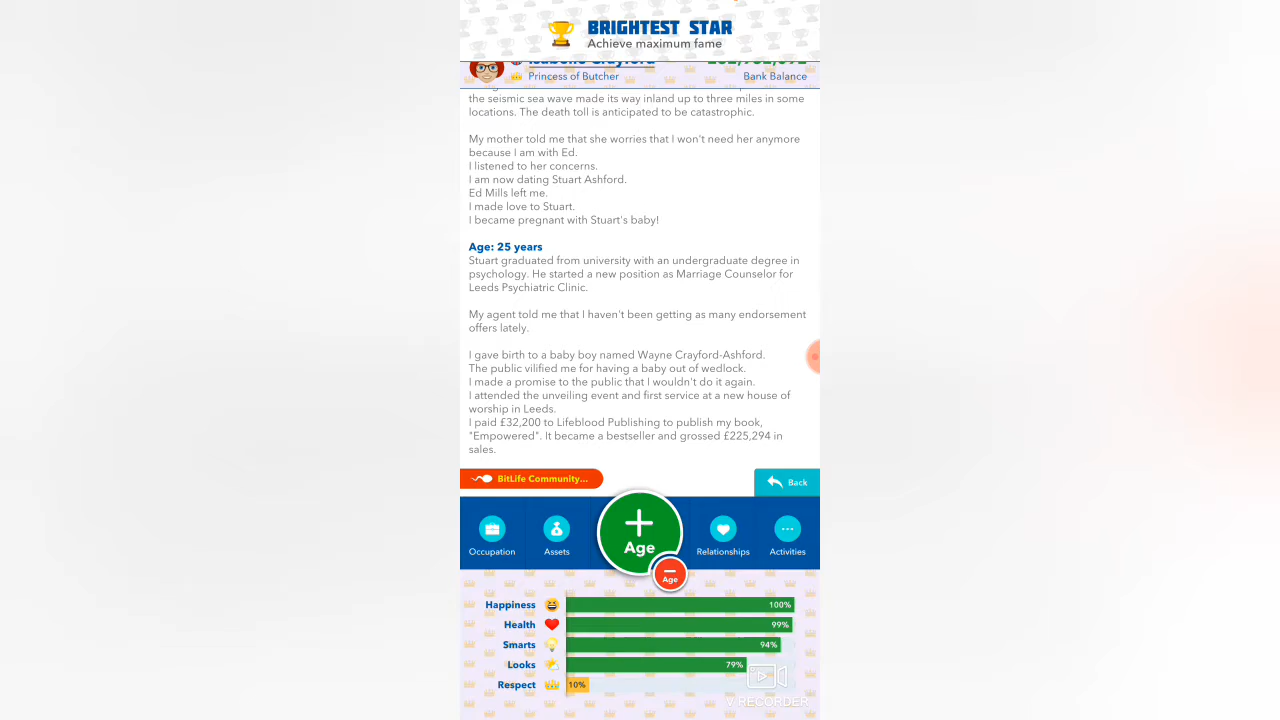 BRIGHTEST STAR
Achieve maximum fame
Isabelle Crayford
Princess of Butcher
Bank Balance
the seismic sea wave made its way inland up to three miles in some
locations. The death toll is anticipated to be catastrophic.
My mother told me that she worries that I won't need her anymore
because I am with Ed.
I listened to her concerns.
I am now dating Stuart Ashford.
Ed Mills left me.
I made love to Stuart.
I became pregnant with Stuart's baby!
Age: 25 years
Stuart graduated from university with an undergraduate degree in
psychology. He started a new position as Marriage Counselor for
Leeds Psychiatric Clinic.
My agent told me that I haven't been getting as many endorsement
offers lately.
I gave birth to a baby boy named Wayne Crayford-Ashford.
The public vilified me for having a baby out of wedlock.
I made a promise to the public that I wouldn't do it again.
I attended the unveiling event and first service at a new house of
worship in Leeds.
I paid £32,200 to Lifeblood Publishing to publish my book,
"Empowered". It became a bestseller and grossed £225,294 in
sales.
BitLife Community...
Back
Occupation
Assets
Age
Age
Relationships
Activities
Happiness 100%
Health 99%
Smarts 94%
Looks 79%
Respect 10%
V RECORDER